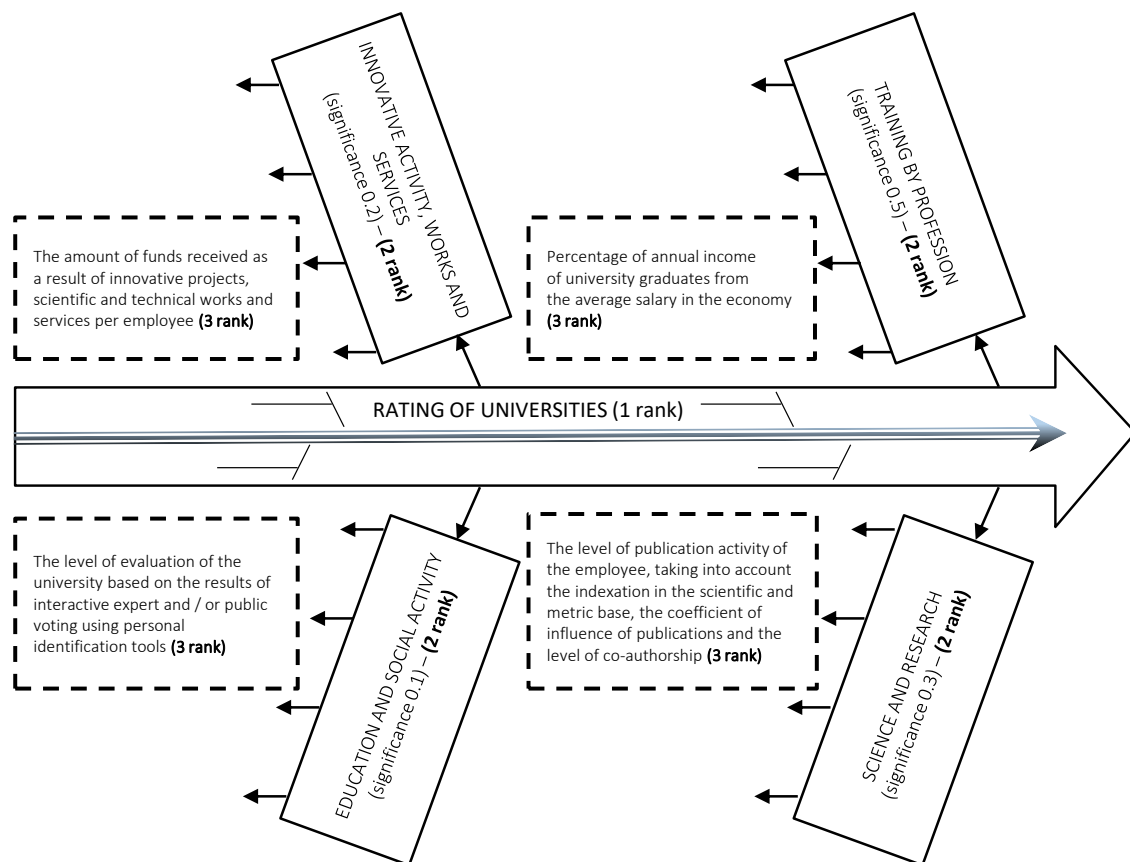 INNOVATIVE ACTIVITY, WORKS AND
SERVICES
(significance 0.2) – (2 rank)
TRAINING BY PROFESSION
(significance 0.5) – (2 rank)
The amount of funds received as
a result of innovative projects,
scientific and technical works and
services per employee (3 rank)
Percentage of annual income
of university graduates from
the average salary in the economy
(3 rank)
RATING OF UNIVERSITIES (1 rank)
The level of evaluation of the
university based on the results of
interactive expert and / or public
voting using personal
identification tools (3 rank)
EDUCATION AND SOCIAL ACTIVITY
(significance 0.1) – (2 rank)
The level of publication activity of
the employee, taking into account
the indexation in the scientific and
metric base, the coefficient of
influence of publications and the
level of co-authorship (3 rank)
SCIENCE AND RESEARCH
(significance 0.3) – (2 rank)